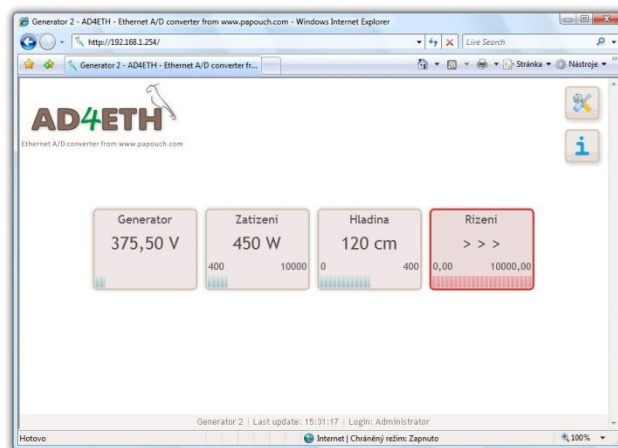 Generator 2 - AD4ETH - Ethernet A/D converter from www.papouch.com - Windows Internet Explorer
http://192.168.1.254/
Live Search
Generator 2 - AD4ETH - Ethernet A/D converter fr...
Stránka
Nástroje
AD4ETH
Ethernet A/D converter from www.papouch.com
i
Generator
375,50 V
Zatizeni
450 W
400 10000
Hladina
120 cm
0 400
Rizeni
> > >
0,00 10000,00
Generator 2 | Last update: 15:31:17 | Login: Administrator
Hotovo
Internet | Chráněný režim: Zapnuto
100%